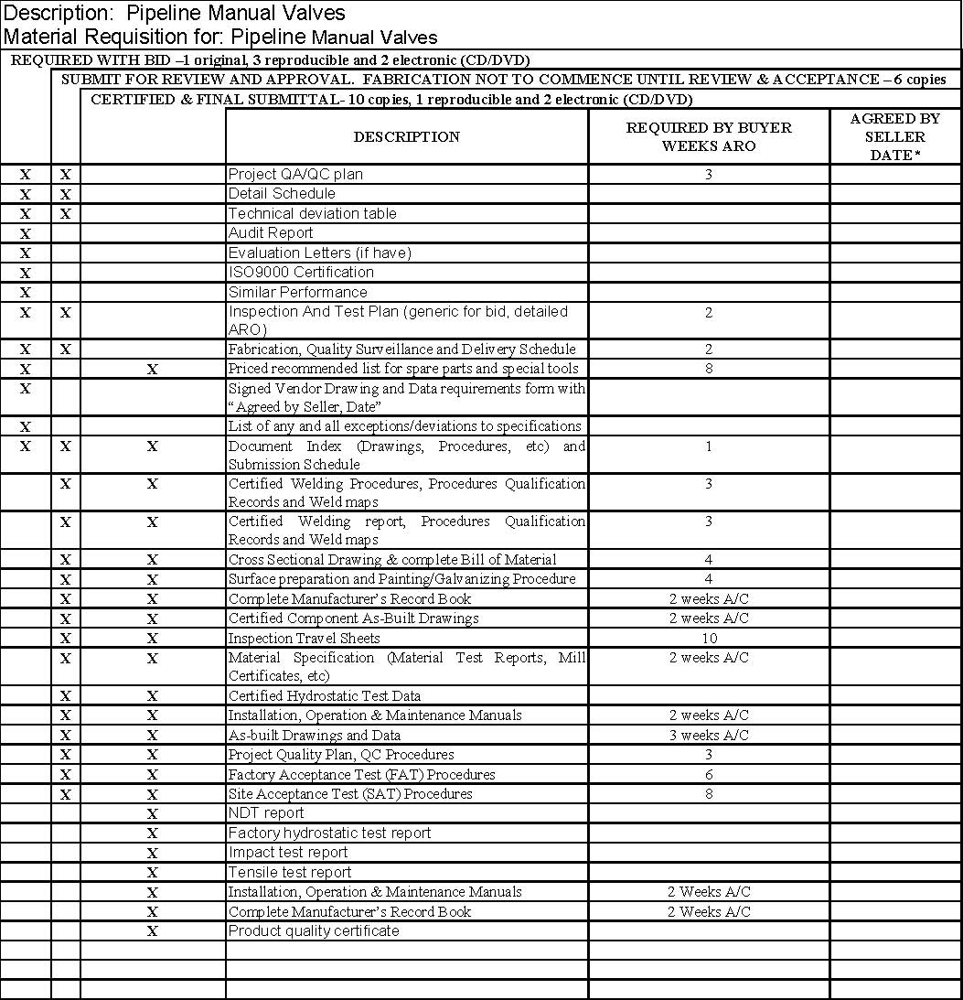 Description: Pipeline Manual Valves
Material Requisition for: Pipeline Manual Valves
REQUIRED WITH BID –1 original, 3 reproducible and 2 electronic (CD/DVD)
SUBMIT FOR REVIEW AND APPROVAL. FABRICATION NOT TO COMMENCE UNTIL REVIEW & ACCEPTANCE – 6 copies
CERTIFIED & FINAL SUBMITTAL- 10 copies, 1 reproducible and 2 electronic (CD/DVD)
DESCRIPTION REQUIRED BY BUYER WEEKS ARO AGREED BY SELLER DATE*
X X Project QA/QC plan 3
X X Detail Schedule
X X Technical deviation table
X Audit Report
X Evaluation Letters (if have)
X ISO9000 Certification
X Similar Performance
X X Inspection And Test Plan (generic for bid, detailed 2
ARO)
X X Fabrication, Quality Surveillance and Delivery Schedule 2
X X Priced recommended list for spare parts and special tools 8
X Signed Vendor Drawing and Data requirements form with
“Agreed by Seller, Date”
X List of any and all exceptions/deviations to specifications
X X X Document Index (Drawings, Procedures, etc) and 1
Submission Schedule
X X Certified Welding Procedures, Procedures Qualification 3
Records and Weld maps
X X Certified Welding report, Procedures Qualification 3
Records and Weld maps
X X Cross Sectional Drawing & complete Bill of Material 4
X X Surface preparation and Painting/Galvanizing Procedure 4
X X Complete Manufacturer’s Record Book 2 weeks A/C
X X Certified Component As-Built Drawings 2 weeks A/C
X X Inspection Travel Sheets 10
X X Material Specification (Material Test Reports, Mill 2 weeks A/C
Certificates, etc)
X X Certified Hydrostatic Test Data
X X Installation, Operation & Maintenance Manuals 2 weeks A/C
X X As-built Drawings and Data 3 weeks A/C
X X Project Quality Plan, QC Procedures 3
X X Factory Acceptance Test (FAT) Procedures 6
X X Site Acceptance Test (SAT) Procedures 8
X NDT report
X Factory hydrostatic test report
X Impact test report
X Tensile test report
X Installation, Operation & Maintenance Manuals 2 Weeks A/C
X Complete Manufacturer’s Record Book 2 Weeks A/C
X Product quality certificate